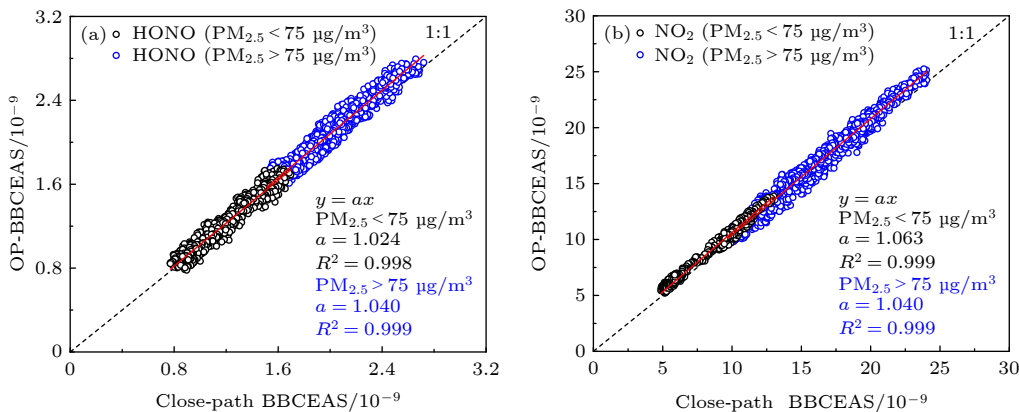 (a) HONO (PM2.5 < 75 µg/m³)
HONO (PM2.5 > 75 µg/m³)
1:1
y = ax
PM2.5 < 75 µg/m³
a = 1.024
R² = 0.998
PM2.5 > 75 µg/m³
a = 1.040
R² = 0.999
3.2
2.4
1.6
0.8
0
0
0.8
1.6
2.4
3.2
OP-BBCEAS/10⁻⁹
Close-path BBCEAS/10⁻⁹
(b) NO2 (PM2.5 < 75 µg/m³)
NO2 (PM2.5 > 75 µg/m³)
1:1
y = ax
PM2.5 < 75 µg/m³
a = 1.063
R² = 0.999
PM2.5 > 75 µg/m³
a = 1.040
R² = 0.999
30
25
20
15
10
5
0
0
5
10
15
20
25
30
OP-BBCEAS/10⁻⁹
Close-path BBCEAS/10⁻⁹